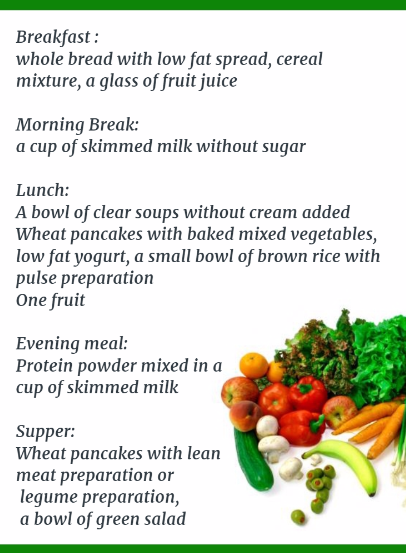 Breakfast :
whole bread with low fat spread, cereal
mixture, a glass of fruit juice
Morning Break:
a cup of skimmed milk without sugar
Lunch:
A bowl of clear soups without cream added
Wheat pancakes with baked mixed vegetables,
low fat yogurt, a small bowl of brown rice with
pulse preparation
One fruit
Evening meal:
Protein powder mixed in a
cup of skimmed milk
Supper:
Wheat pancakes with lean
meat preparation or
legume preparation,
a bowl of green salad